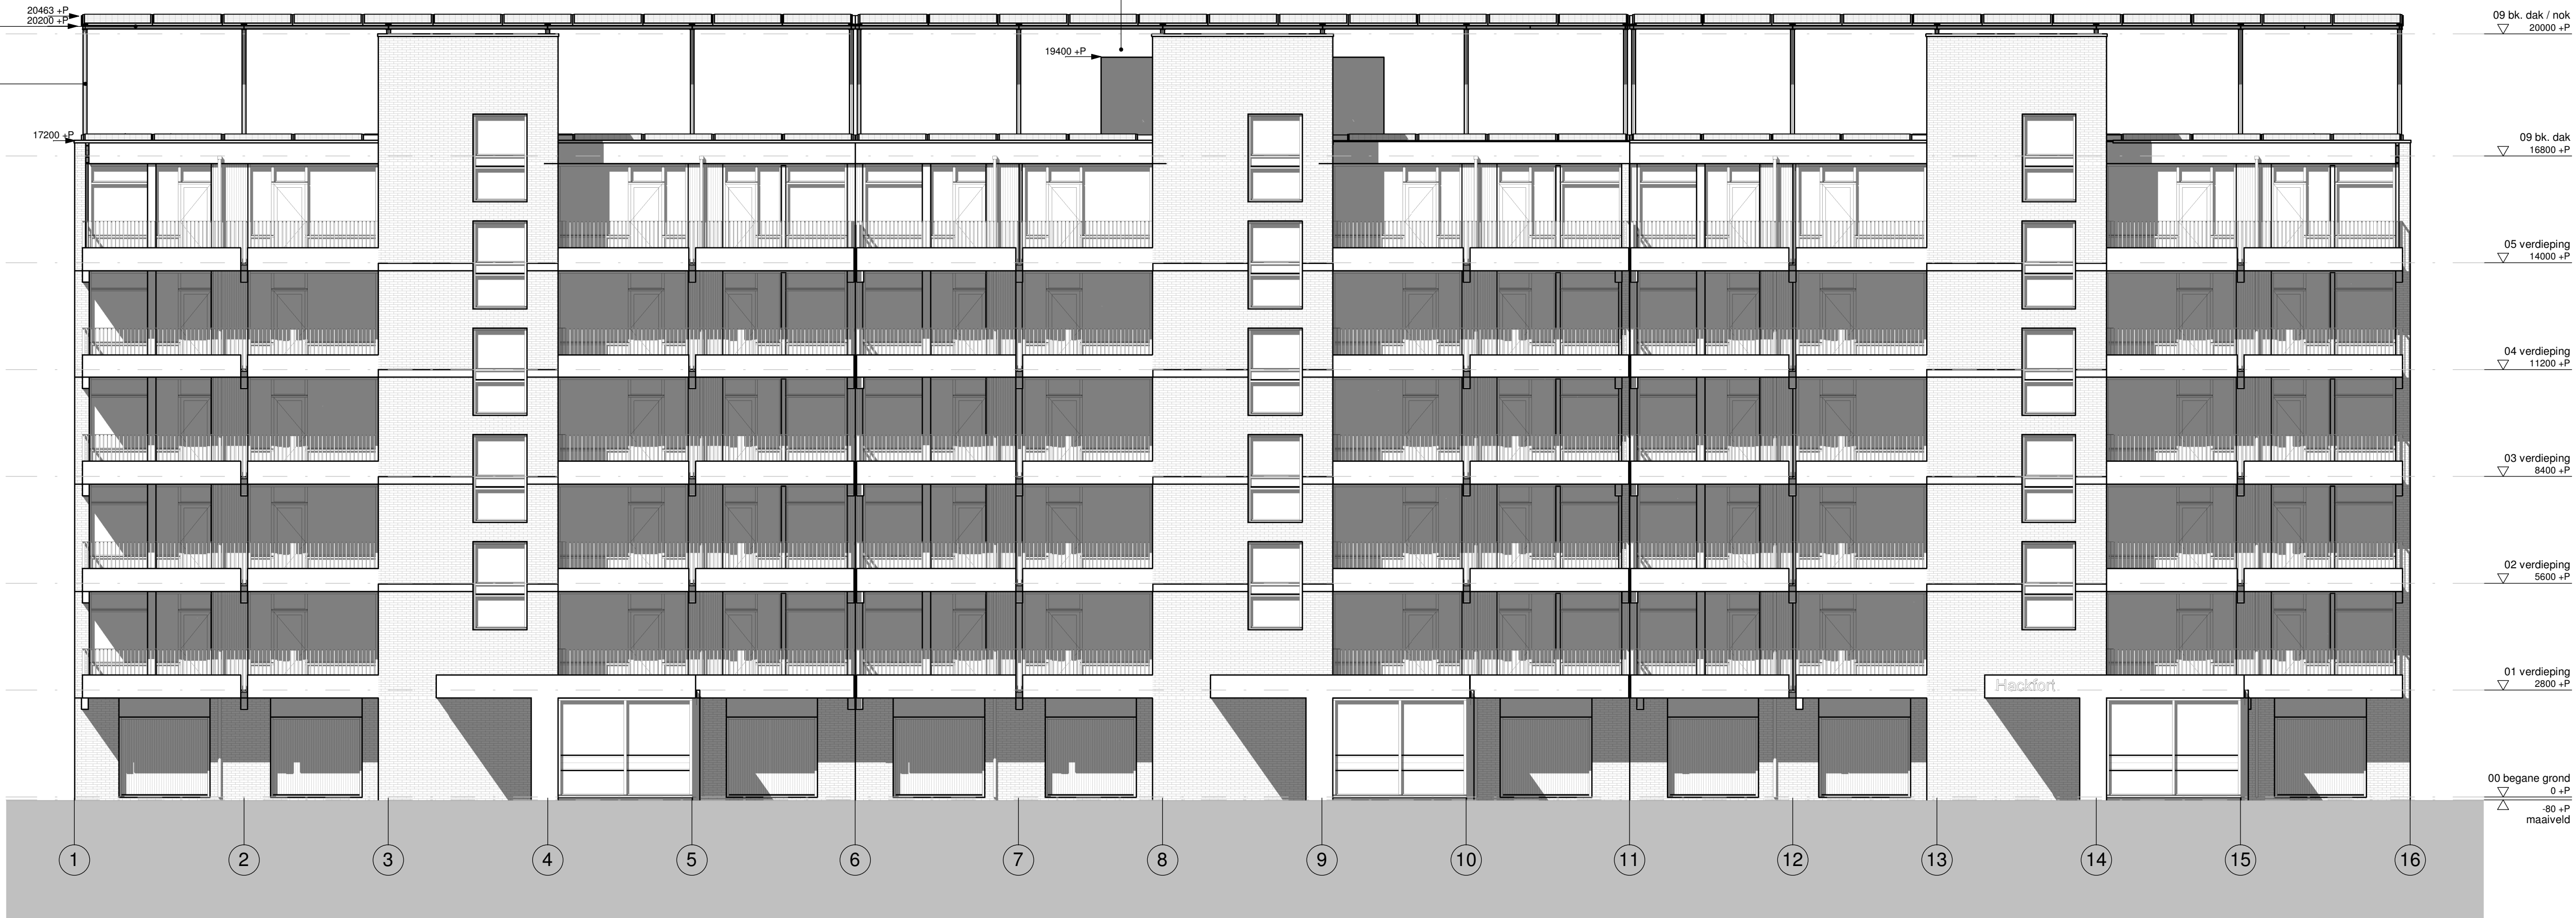 20463 +P
20200 +P
19400 +P
17200 +P
09 bk. dak / nok
20000 +P
09 bk. dak
16800 +P
05 verdieping
14000 +P
04 verdieping
11200 +P
03 verdieping
8400 +P
02 verdieping
5600 +P
01 verdieping
2800 +P
Hackfort
00 begane grond
0 +P
-80 +P
maaiveld
1 2 3 4 5 6 7 8 9 10 11 12 13 14 15 16